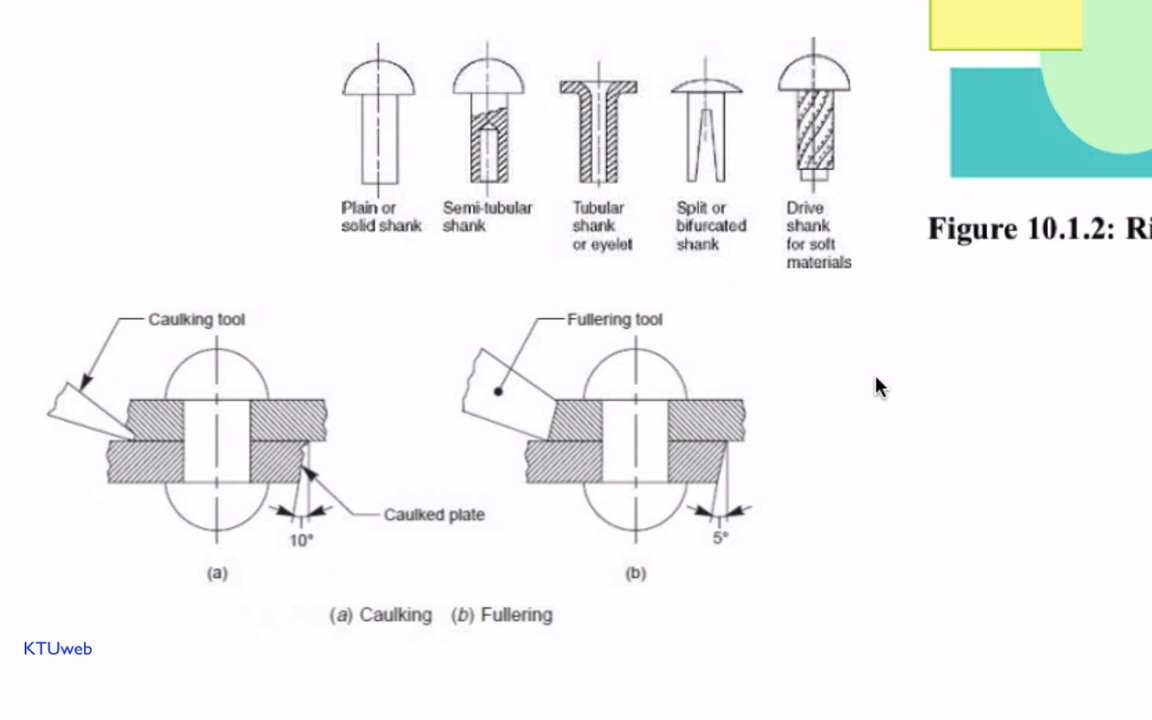 Plain or
solid shank
Semi-tubular
shank
Tubular
shank
or eyelet
Split or
bifurcated
shank
Drive
shank
for soft
materials
Figure 10.1.2: Ri
Caulking tool
Fullering tool
Caulked plate
10°
5°
(a)
(b)
(a) Caulking (b) Fullering
KTUweb